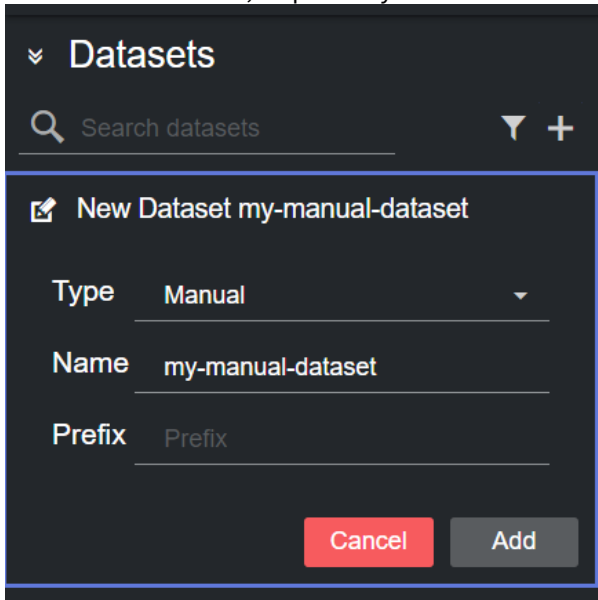 Datasets
Search datasets
New Dataset my-manual-dataset
Type Manual
Name my-manual-dataset
Prefix Prefix
Cancel Add